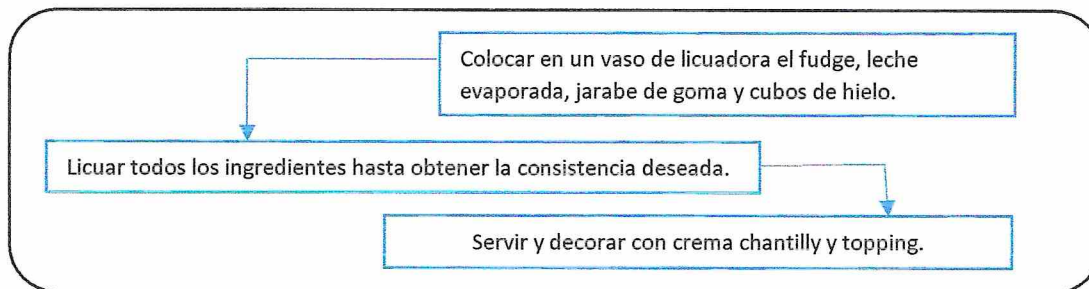 Colocar en un vaso de licuadora el fudge, leche
evaporada, jarabe de goma y cubos de hielo.
Licuar todos los ingredientes hasta obtener la consistencia deseada.
Servir y decorar con crema chantilly y topping.